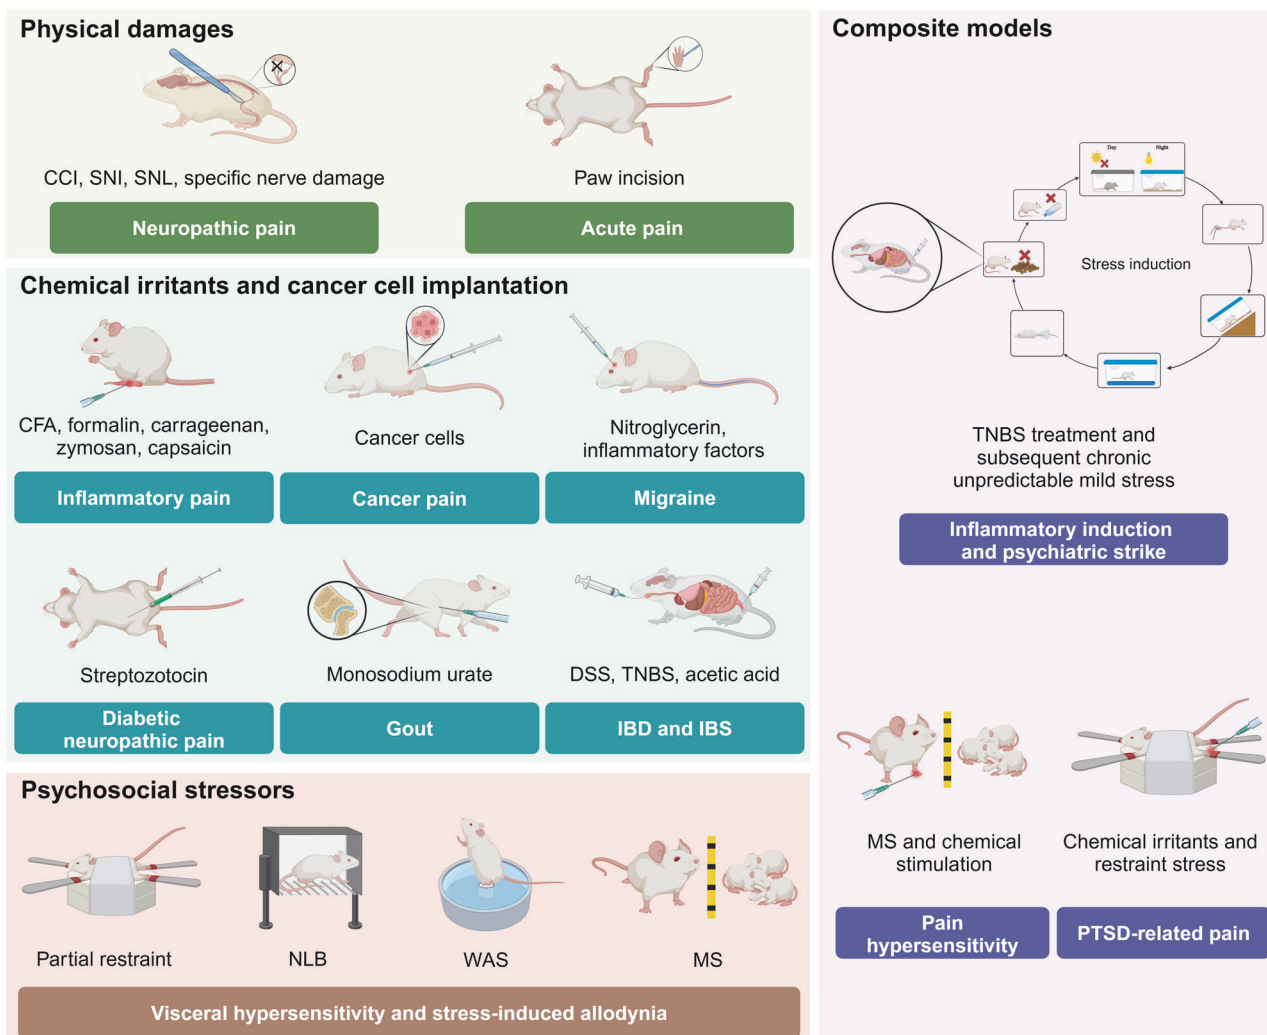 Physical damages
CCI, SNI, SNL, specific nerve damage
Neuropathic pain
Paw incision
Acute pain
Chemical irritants and cancer cell implantation
CFA, formalin, carrageenan,
zymosan, capsaicin
Inflammatory pain
Cancer cells
Cancer pain
Nitroglycerin,
inflammatory factors
Migraine
Streptozotocin
Diabetic
neuropathic pain
Monosodium urate
Gout
DSS, TNBS, acetic acid
IBD and IBS
Psychosocial stressors
Partial restraint
NLB
WAS
MS
Visceral hypersensitivity and stress-induced allodynia
Composite models
Day
Night
Stress induction
TNBS treatment and
subsequent chronic
unpredictable mild stress
Inflammatory induction
and psychiatric strike
MS and chemical
stimulation
Pain
hypersensitivity
Chemical irritants and
restraint stress
PTSD-related pain